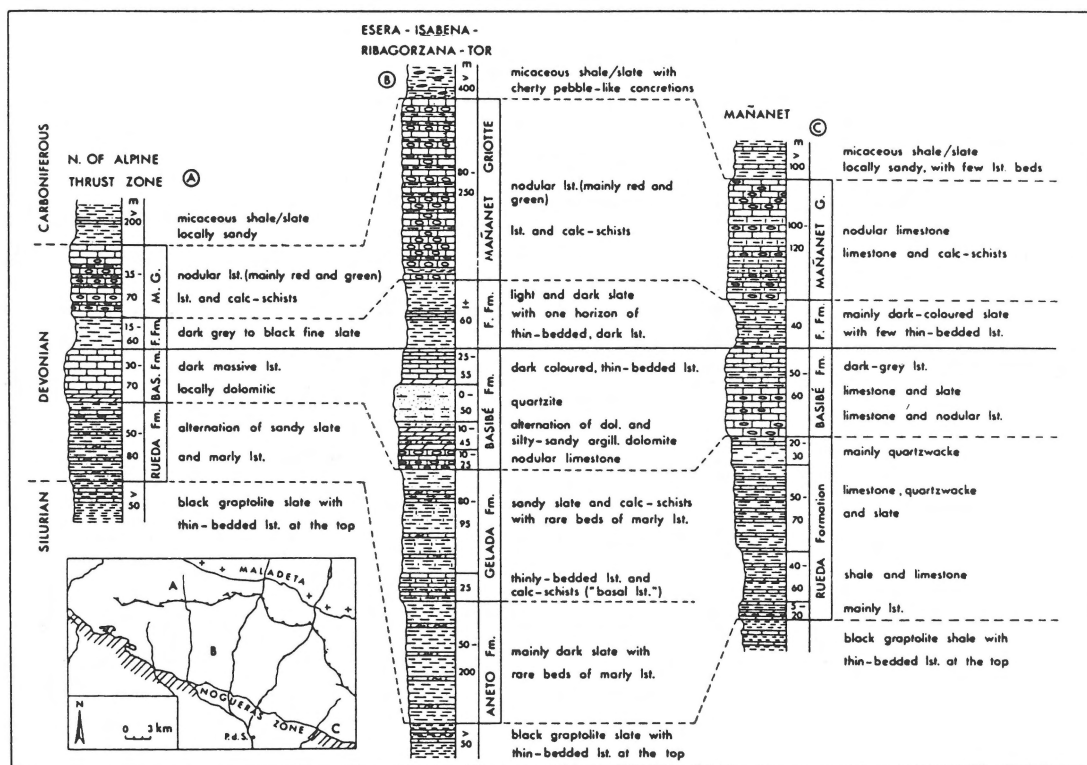 ESERA - ISABENA -
RIBAGORZANA - TOR
B
m
>
400
micaceous shale/slate with
cherty pebble-like concretions
80-
250
MAÑANET GRIOTTE
nodular lst. (mainly red and
green)
lst. and calc-schists
±
60
F. Fm.
light and dark slate
with one horizon of
thin-bedded, dark lst.
25-
55
0-
50
10-
45
10-
25
BASIBÉ Fm.
dark coloured, thin-bedded lst.
quartzite
alternation of dol. and
silty-sandy argill. dolomite
nodular limestone
80-
95
25
GELADA Fm.
sandy slate and calc-schists
with rare beds of marly lst.
thinly-bedded lst. and
calc-schists ("basal lst.")
50-
200
ANETO Fm.
mainly dark slate with
rare beds of marly lst.
>
50
black graptolite slate with
thin-bedded lst. at the top
CARBONIFEROUS
DEVONIAN
SILURIAN
N. OF ALPINE
THRUST ZONE
A
m
>
200
micaceous shale/slate
locally sandy
35-
70
M. G.
nodular lst. (mainly red and green)
lst. and calc-schists
15-
60
F. Fm.
dark grey to black fine slate
30-
70
BAS. Fm.
dark massive lst.
locally dolomitic
50-
80
RUEDA Fm.
alternation of sandy slate
and marly lst.
>
50
black graptolite slate with
thin-bedded lst. at the top
MAÑANET
C
m
>
100
micaceous shale/slate
locally sandy, with few lst. beds
100-
120
MAÑANET G.
nodular limestone
limestone and calc-schists
40
F. Fm.
mainly dark-coloured slate
with few thin-bedded lst.
50-
60
BASIBÉ Fm.
dark-grey lst.
limestone and slate
limestone and nodular lst.
20-
30
50-
70
40-
60
5-
20
RUEDA Formation
mainly quartzwacke
limestone, quartzwacke
and slate
shale and limestone
mainly lst.
black graptolite shale with
thin-bedded lst. at the top
A
MALADETA
B
NOGUERAS ZONE
C
P.d.S.
N
0 3 km